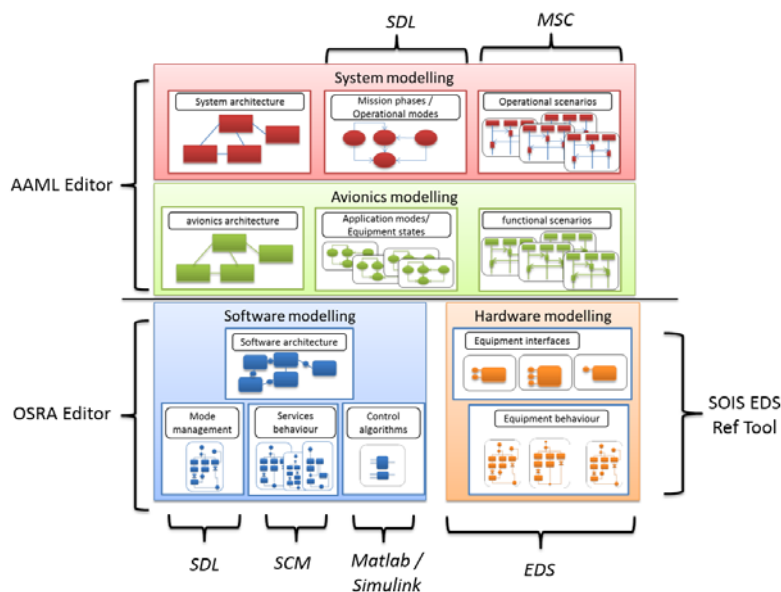 SDL
MSC
System modelling
System architecture
Mission phases /
Operational modes
Operational scenarios
AAML Editor
Avionics modelling
avionics architecture
Application modes/
Equipment states
functional scenarios
Software modelling
Hardware modelling
Software architecture
Equipment interfaces
OSRA Editor
Mode
management
Services
behaviour
Control
algorithms
Equipment behaviour
SOIS EDS
Ref Tool
SDL
SCM
Matlab /
Simulink
EDS